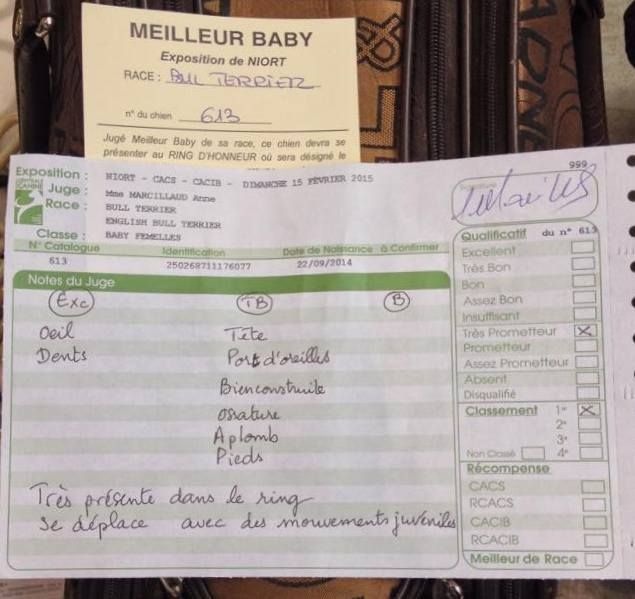 MEILLEUR BABY
Exposition de NIORT
RACE : BULL TERRIER
n° du chien 613
Jugé Meilleur Baby de sa race, ce chien devra se
présenter au RING D'HONNEUR où sera désigné le
Exposition : NIORT - CACS - CACIB - DIMANCHE 15 FÉVRIER 2015
999
CENTRALE CANINE
Juge : Mme MARCILLAUD Anne
Race : BULL TERRIER
ENGLISH BULL TERRIER
Classe : BABY FEMELLES
N° Catalogue Identification Date de Naissance à Confirmer
613 250268711176077 22/09/2014
Notes du Juge
Exc TB B
Oeil Tête
Dents Port d'oreilles
Bien construite
Ossature
Aplomb
Pieds
Très présente dans le ring
Se déplace avec des mouvements juvéniles
Qualificatif du n° 613
Excellent
Très Bon
Bon
Assez Bon
Insuffisant
Très Prometteur X
Prometteur
Assez Prometteur
Absent
Disqualifié
Classement 1er X
2e
3e
Non Classé 4e
Récompense
CACS
RCACS
CACIB
RCACIB
Meilleur de Race